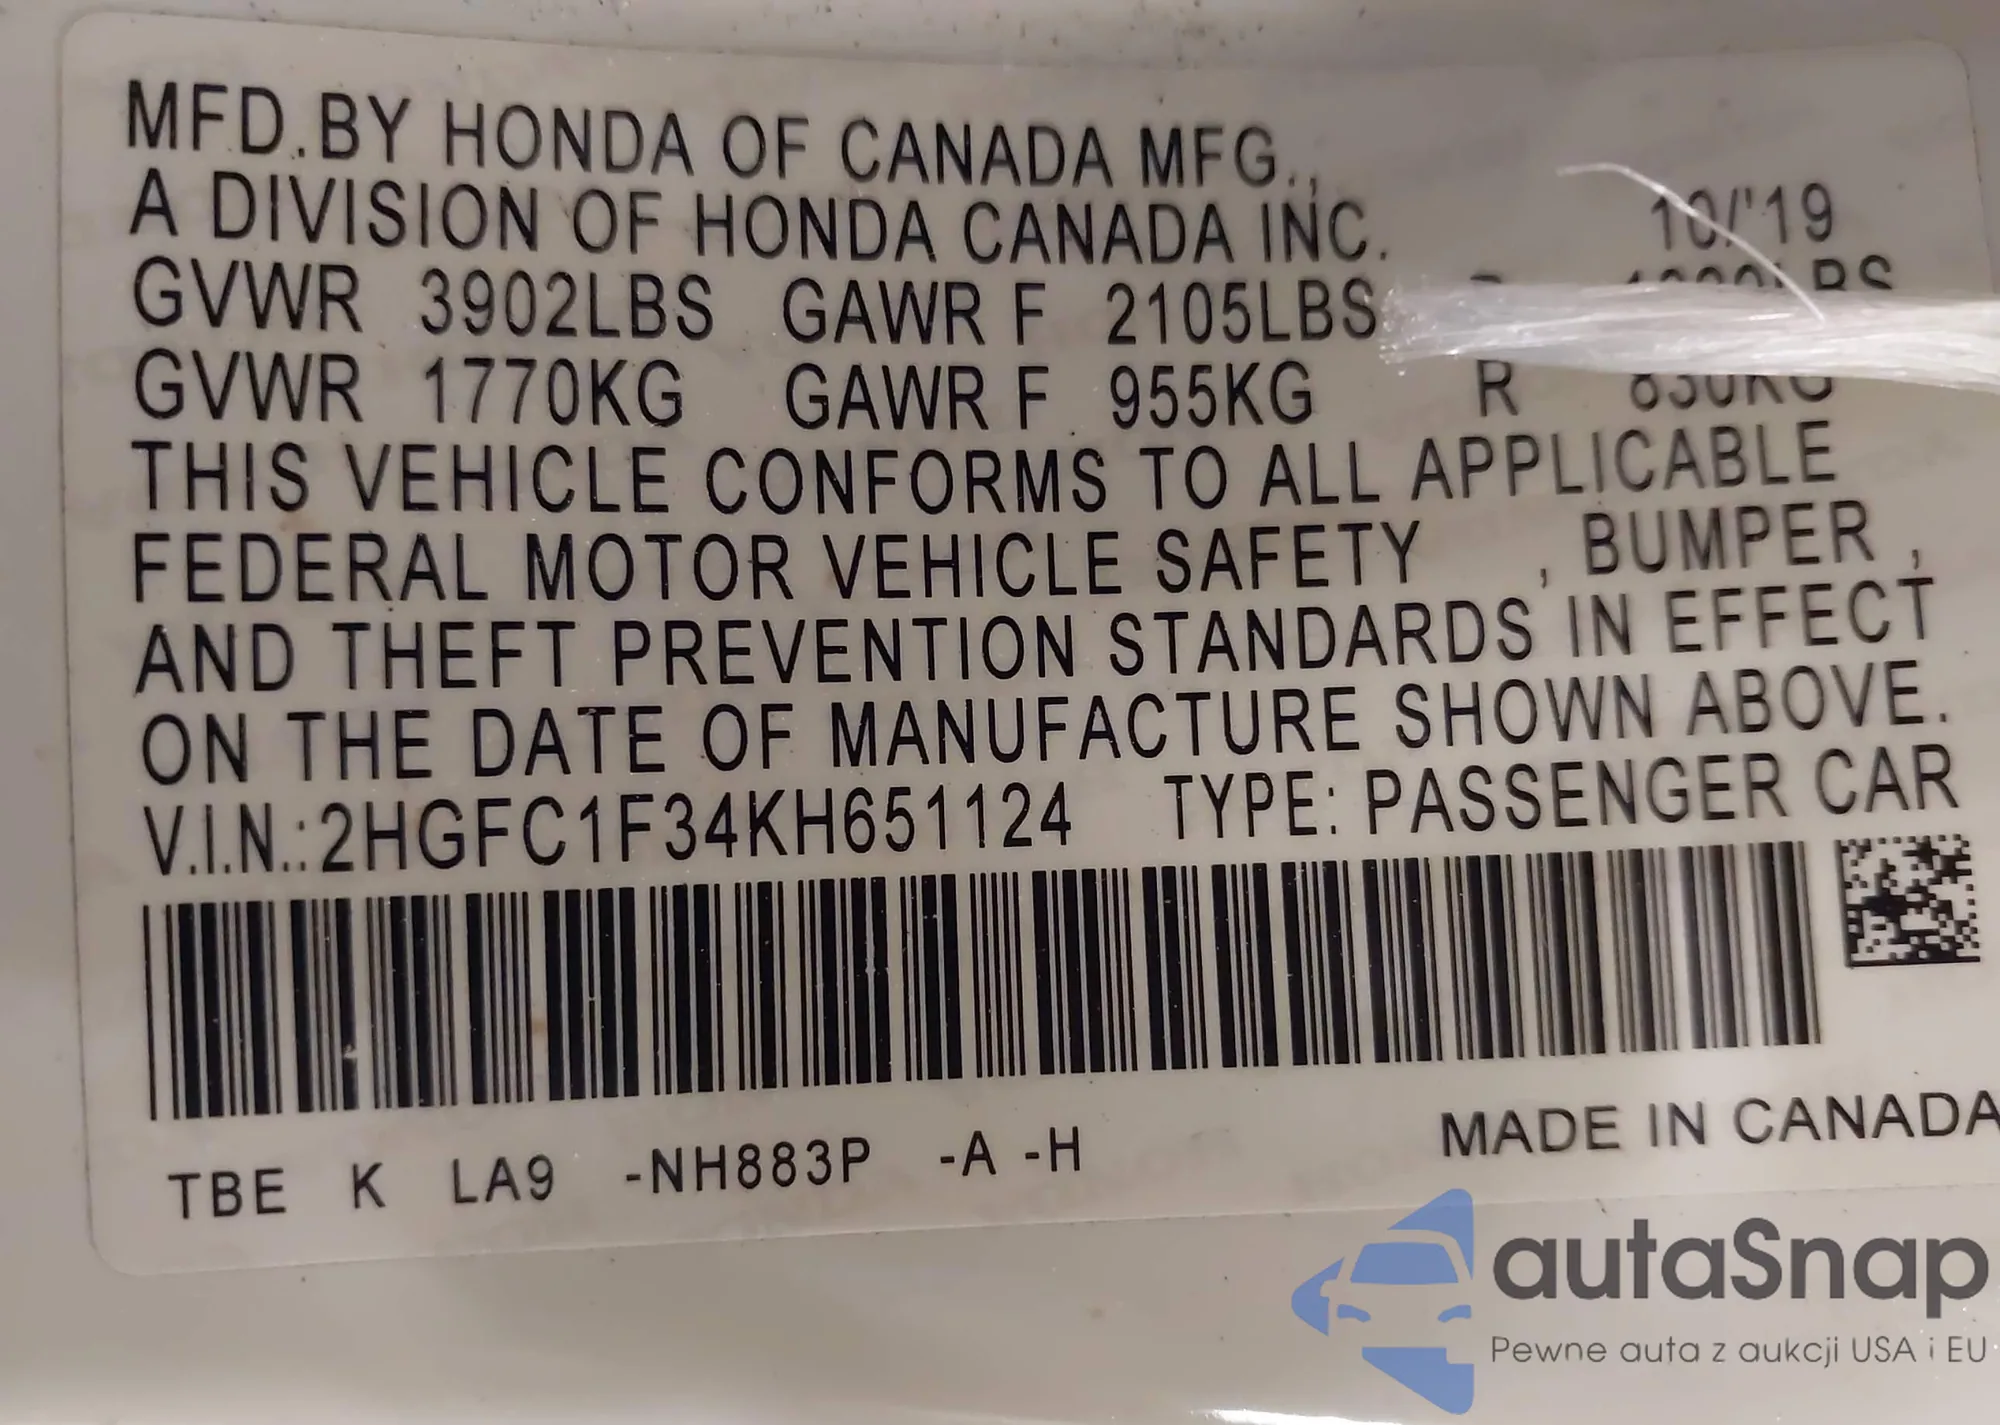 MFD.BY HONDA OF CANADA MFG.,
A DIVISION OF HONDA CANADA INC. 10/'19
GVWR 3902LBS GAWR F 2105LBS
GVWR 1770KG GAWR F 955KG R 830KG
THIS VEHICLE CONFORMS TO ALL APPLICABLE
FEDERAL MOTOR VEHICLE SAFETY , BUMPER ,
AND THEFT PREVENTION STANDARDS IN EFFECT
ON THE DATE OF MANUFACTURE SHOWN ABOVE.
V.I.N.:2HGFC1F34KH651124 TYPE: PASSENGER CAR
TBE K LA9 -NH883P -A -H MADE IN CANADA
autaSnap
Pewne auta z aukcji USA i EU